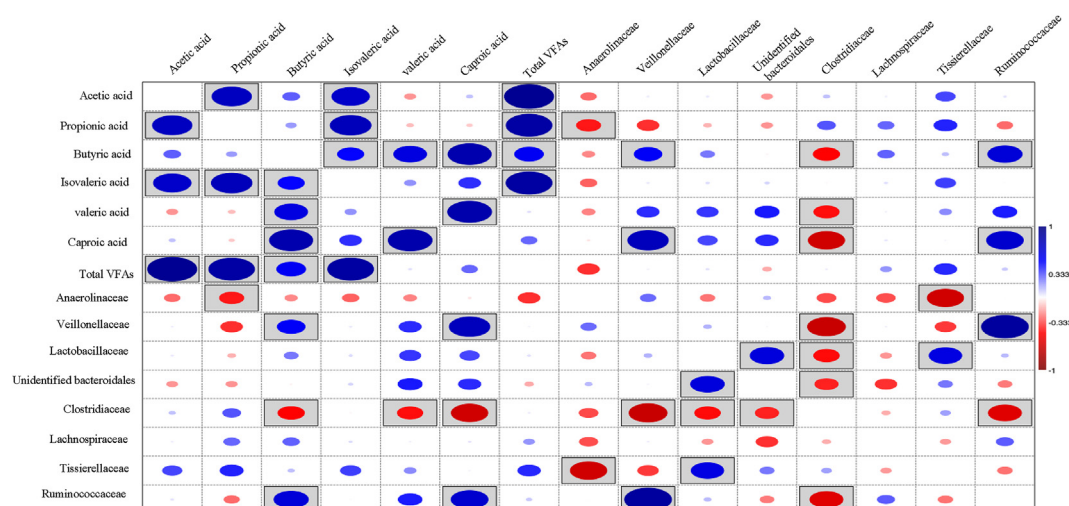 Acetic acid
Propionic acid
Butyric acid
Isovaleric acid
valeric acid
Caproic acid
Total VFAs
Anaerolinaceae
Veillonellaceae
Lactobacillaceae
Unidentified
bacteroidales
Clostridiaceae
Lachnospiraceae
Tissierellaceae
Ruminococcaceae
Acetic acid
Propionic acid
Butyric acid
Isovaleric acid
valeric acid
Caproic acid
Total VFAs
Anaerolinaceae
Veillonellaceae
Lactobacillaceae
Unidentified bacteroidales
Clostridiaceae
Lachnospiraceae
Tissierellaceae
Ruminococcaceae
1
0.333
-0.333
-1